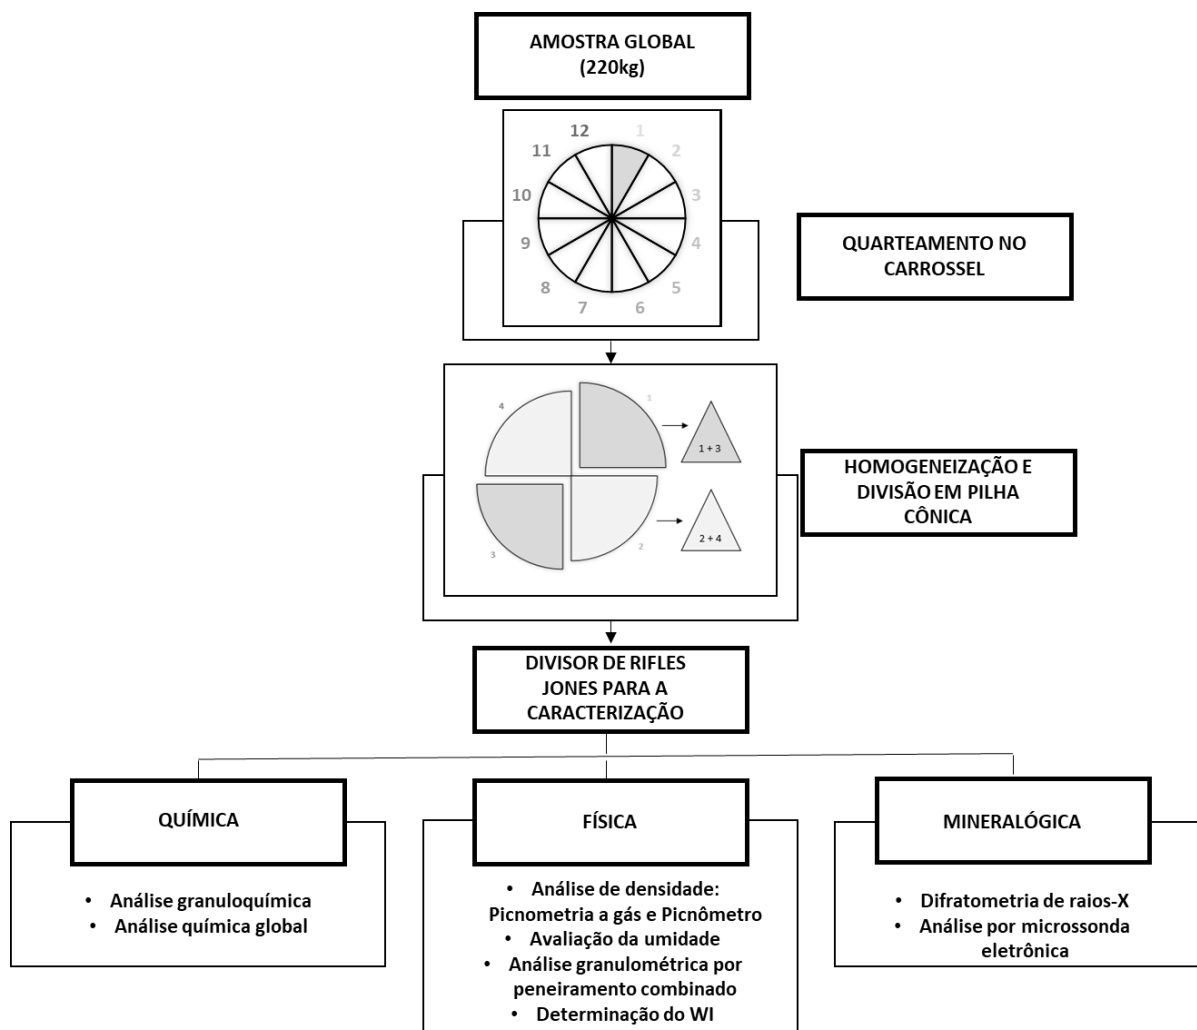 AMOSTRA GLOBAL
(220kg)
12
1
11
2
10
3
9
4
8
5
7
6
QUARTEAMENTO NO
CARROSSEL
4
1
1 + 3
2 + 4
3
2
HOMOGENEIZAÇÃO E
DIVISÃO EM PILHA
CÔNICA
DIVISOR DE RIFLES
JONES PARA A
CARACTERIZAÇÃO
QUÍMICA
• Análise granuloquímica
• Análise química global
FÍSICA
• Análise de densidade:
Picnometria a gás e Picnômetro
• Avaliação da umidade
• Análise granulométrica por
peneiramento combinado
• Determinação do WI
MINERALÓGICA
• Difratometria de raios-X
• Análise por microssonda
eletrônica